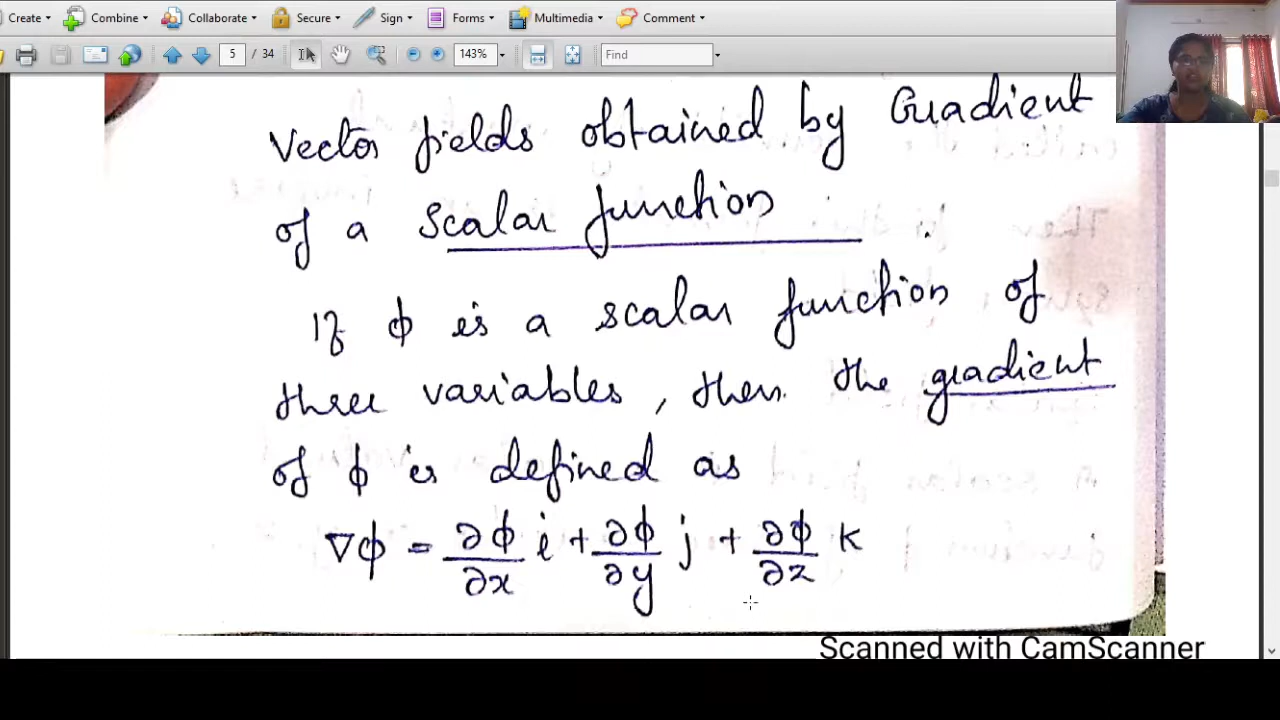 Create Combine Collaborate Secure Sign Forms Multimedia Comment
5 / 34 143% Find
Vector fields obtained by Gradient
of a scalar function
If ϕ is a scalar function of
three variables, then the gradient
of ϕ is defined as
∇ϕ = ∂ϕ/∂x i + ∂ϕ/∂y j + ∂ϕ/∂z k
Scanned with CamScanner